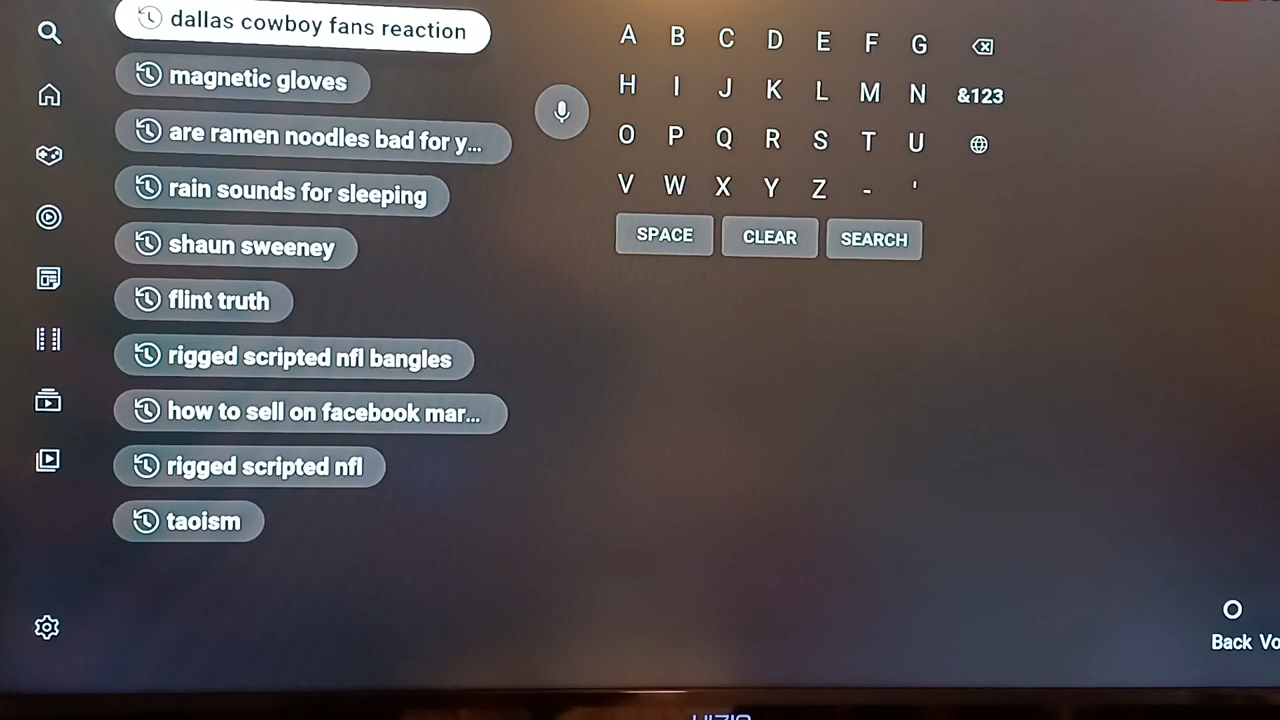 dallas cowboy fans reaction
magnetic gloves
are ramen noodles bad for y...
rain sounds for sleeping
shaun sweeney
flint truth
rigged scripted nfl bangles
how to sell on facebook mar...
rigged scripted nfl
taoism
A B C D E F G
H I J K L M N &123
O P Q R S T U
V W X Y Z - '
SPACE CLEAR SEARCH
Back Vo
VIZIO